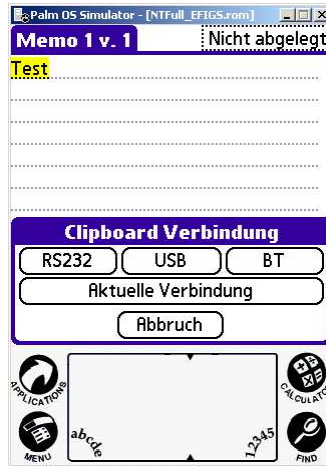 Palm OS Simulator - [NTFull_EFIGS.rom]
Memo 1 v. 1
Nicht abgelegt
Test
Clipboard Verbindung
RS232 USB BT
Aktuelle Verbindung
Abbruch
APPLICATIONS
CALCULATOR
MENU
abcde
12345
FIND